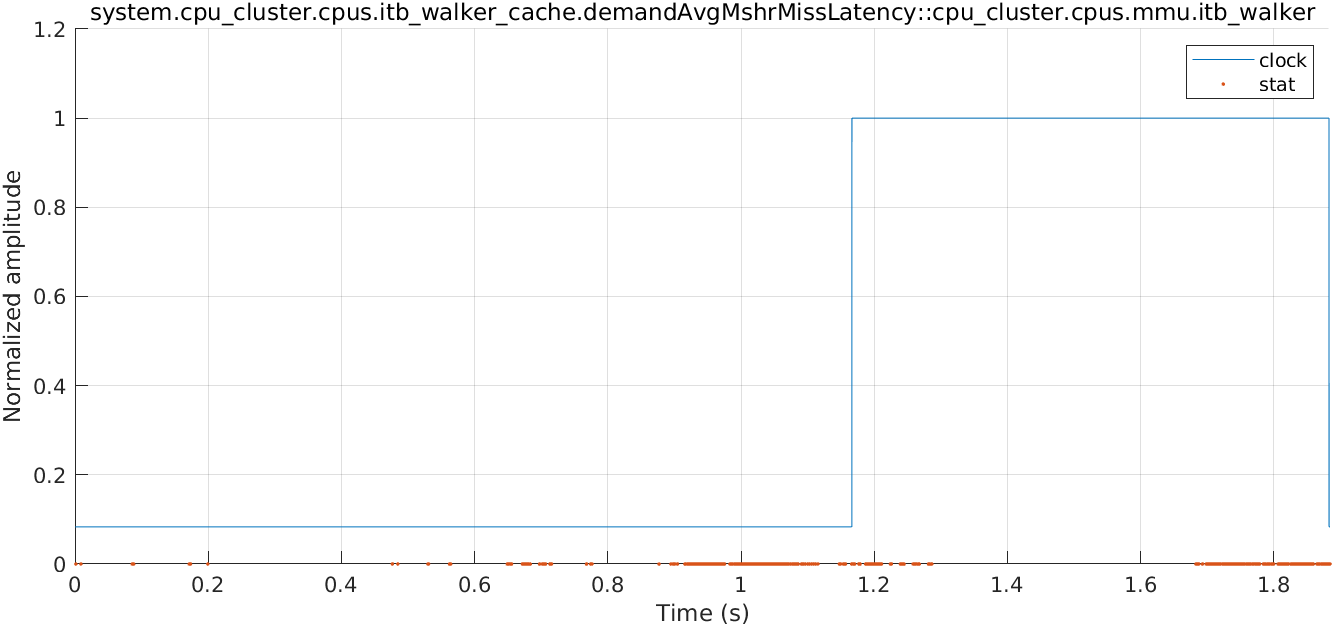 system.cpu_cluster.cpus.itb_walker_cache.demandAvgMshrMissLatency::cpu_cluster.cpus.mmu.itb_walker
1.2
clock
stat
1
0.8
0.6
0.4
0.2
0
Normalized amplitude
0 0.2 0.4 0.6 0.8 1 1.2 1.4 1.6 1.8
Time (s)